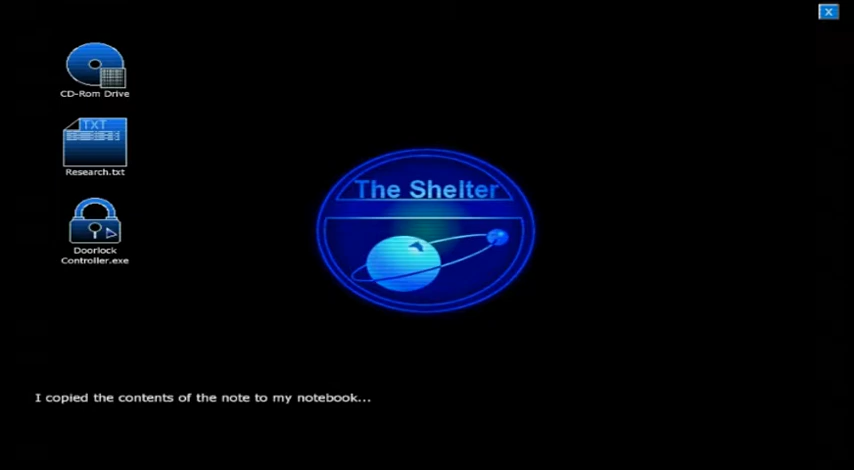 X
CD-Rom Drive
TXT
Research.txt
Doorlock
Controller.exe
The Shelter
I copied the contents of the note to my notebook...